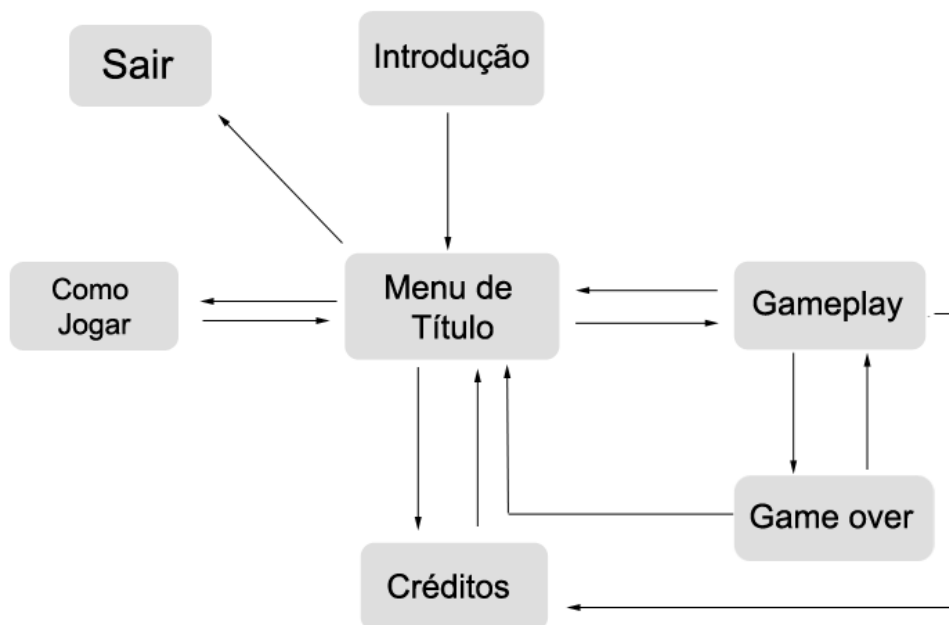 Sair
Introdução
Como
Jogar
Menu de
Título
Gameplay
Game over
Créditos